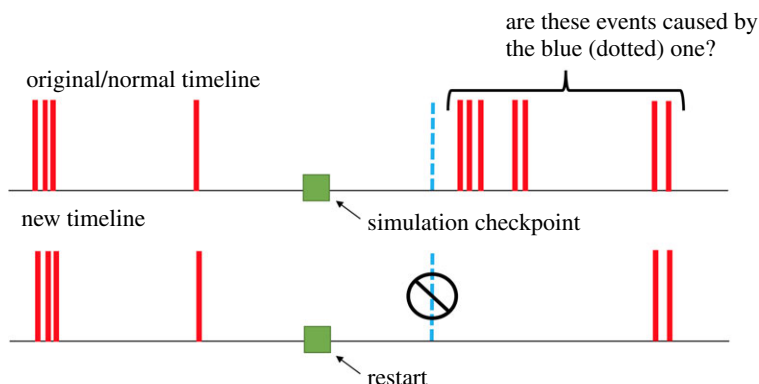 are these events caused by
the blue (dotted) one?
original/normal timeline
simulation checkpoint
new timeline
restart